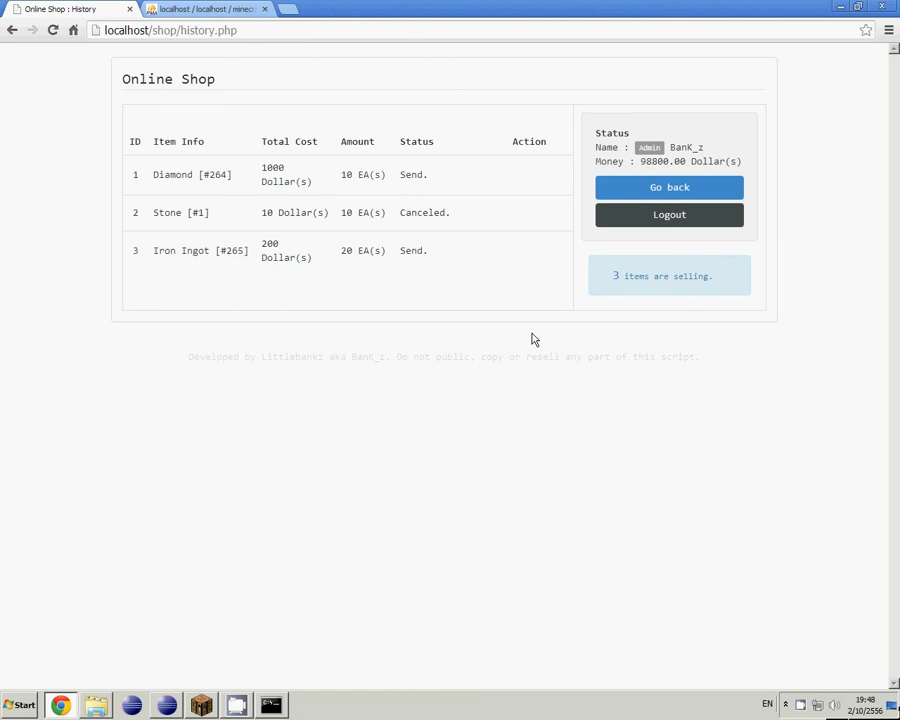 Online Shop : History
localhost / localhost / minec
localhost/shop/history.php
Online Shop
ID Item Info Total Cost Amount Status Action
1 Diamond [#264] 1000 Dollar(s) 10 EA(s) Send.
2 Stone [#1] 10 Dollar(s) 10 EA(s) Canceled.
3 Iron Ingot [#265] 200 Dollar(s) 20 EA(s) Send.
Status
Name : Admin BanK_z
Money : 98800.00 Dollar(s)
Go back
Logout
3 items are selling.
Developed by Littlebankz aka BanK_z. Do not public, copy or resell any part of this script.
Start
EN
19:48
2/10/2556